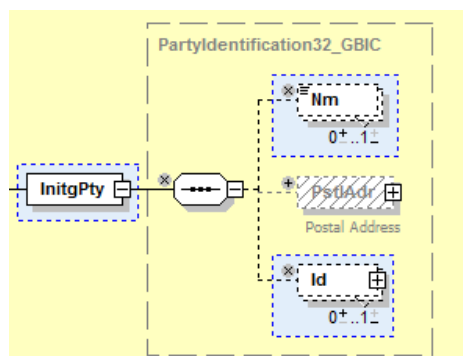 PartyIdentification32_GBIC
Nm
0±..1±
InitgPty
PstlAdr
Postal Address
Id
0±..1±